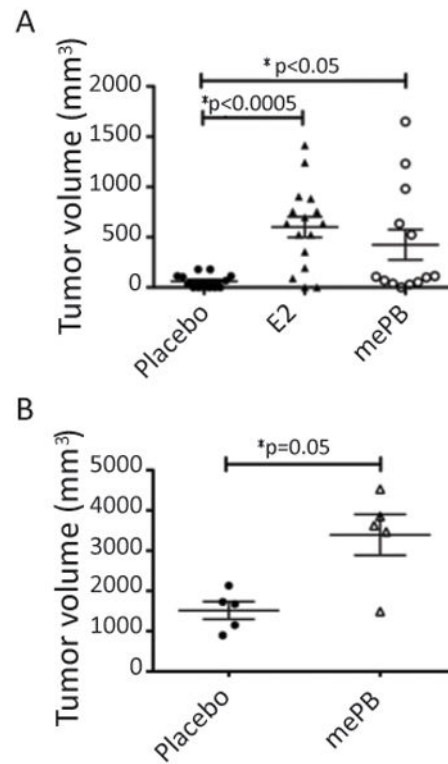 A
Tumor volume (mm³)
2000
1500
1000
500
0
*p<0.05
*p<0.0005
Placebo
E2
mePB
B
Tumor volume (mm³)
5000
4000
3000
2000
1000
0
*p=0.05
Placebo
mePB